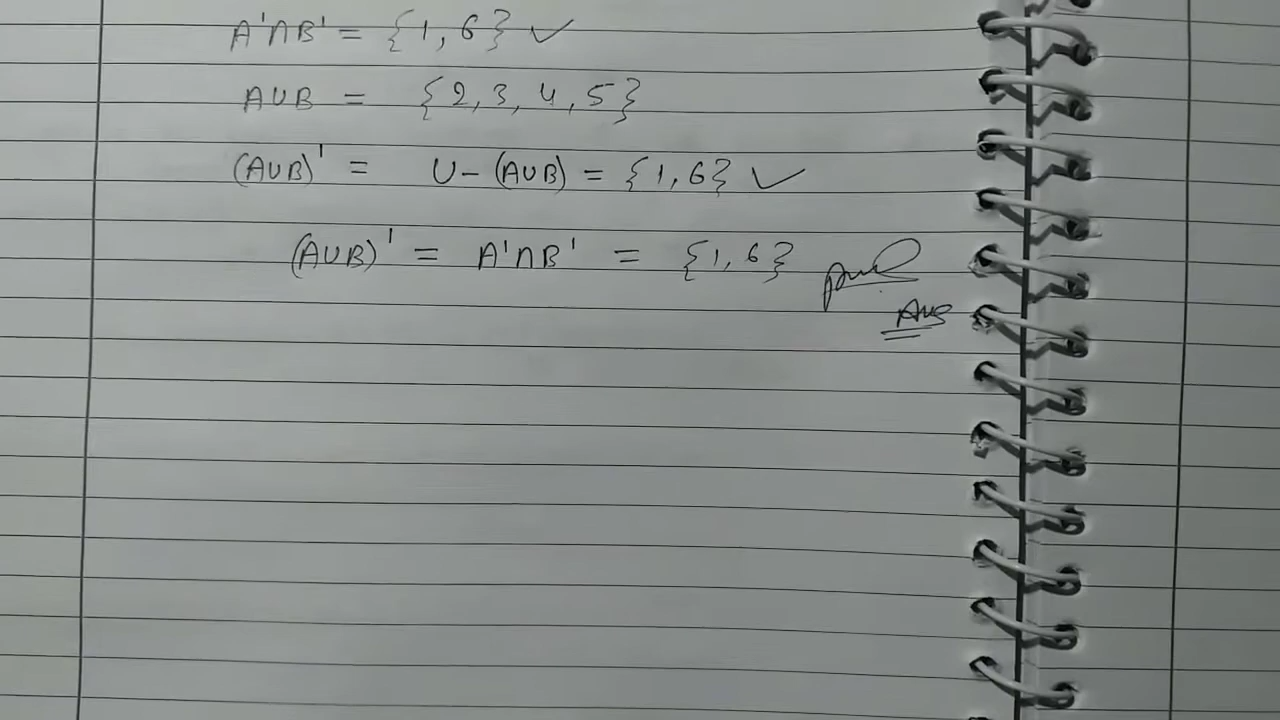 A'∩B' = {1, 6} ✓
A∪B = {2, 3, 4, 5}
(A∪B)' = U - (A∪B) = {1, 6} ✓
(A∪B)' = A'∩B' = {1, 6}
Ans